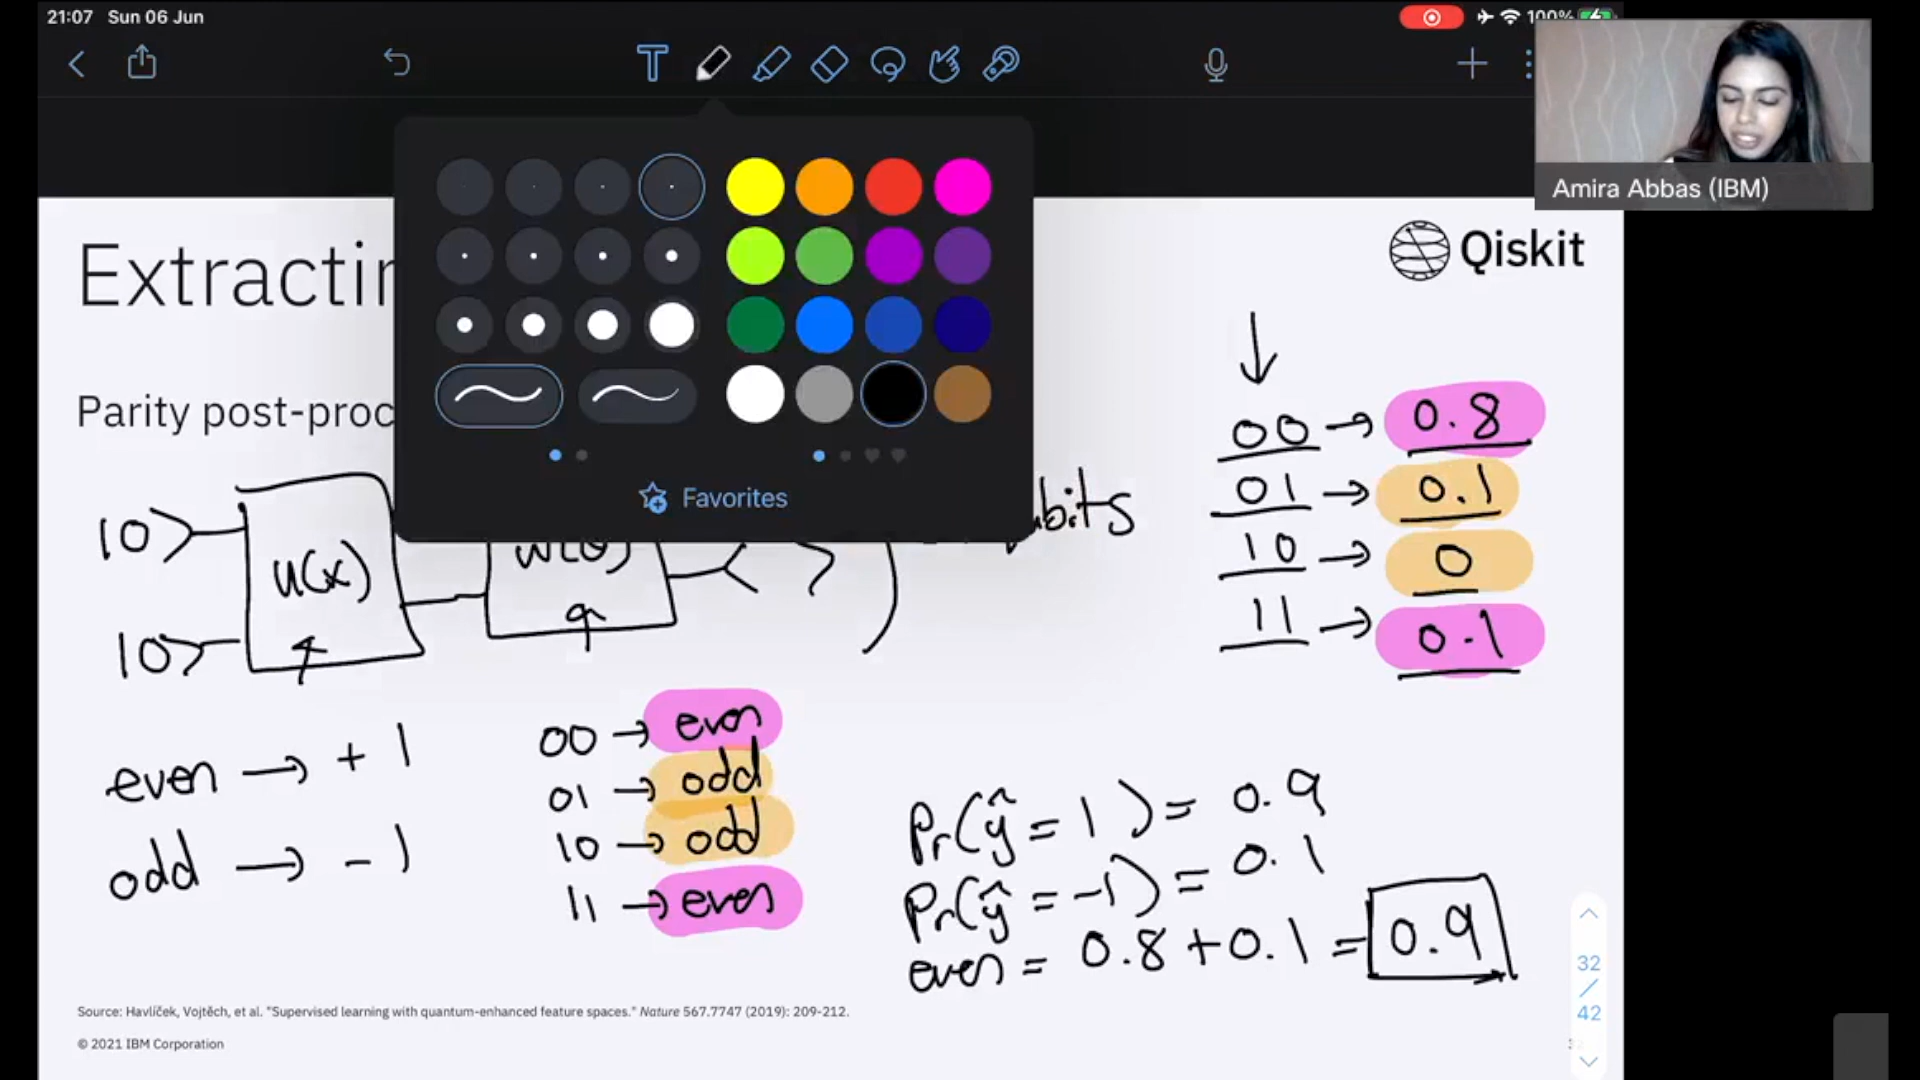 21:07 Sun 06 Jun
100%
T
Amira Abbas (IBM)
Extractin
Qiskit
Parity post-proc
Favorites
00 → 0.8
01 → 0.1
10 → 0
11 → 0.1
|0⟩
|0⟩
U(x)
W(θ)
bits
even → + 1
odd → - 1
00 → even
01 → odd
10 → odd
11 → even
Pr(ŷ = 1) = 0.9
Pr(ŷ = -1) = 0.1
even = 0.8 + 0.1 = 0.9
32
/
42
Source: Havlíček, Vojtěch, et al. "Supervised learning with quantum-enhanced feature spaces." Nature 567.7747 (2019): 209-212.
© 2021 IBM Corporation